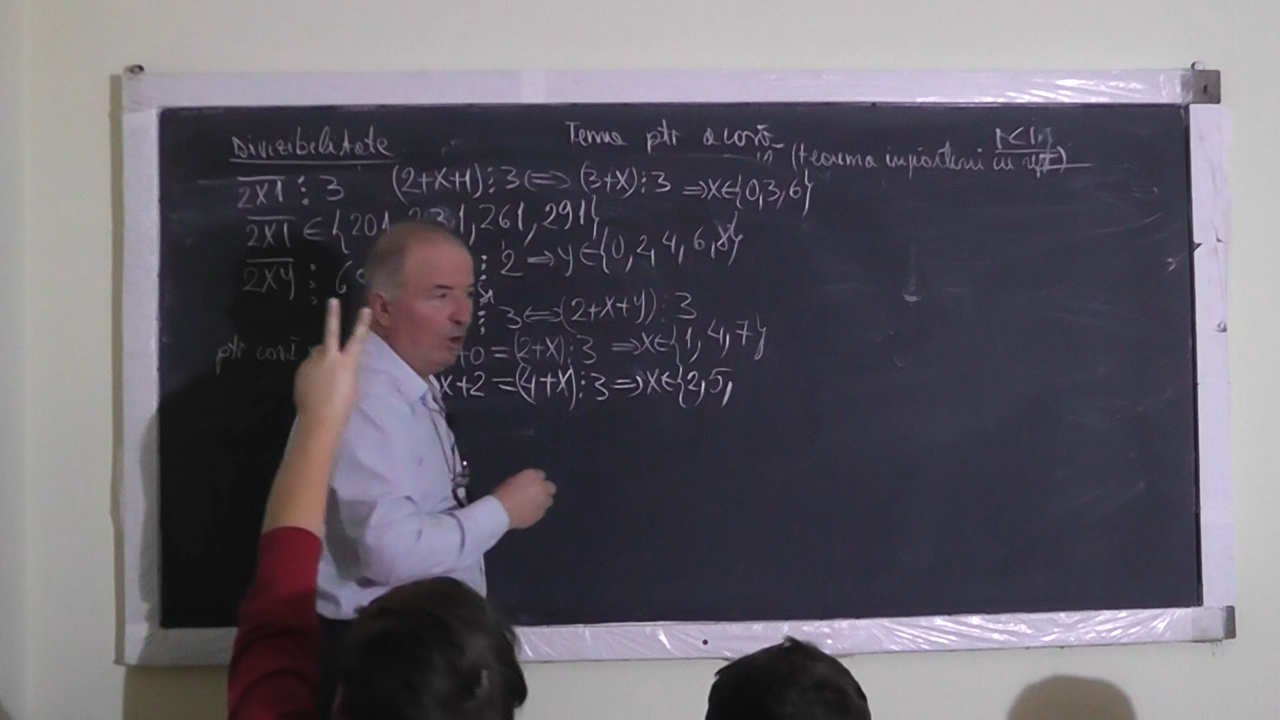 Divizibilitate Tema ptr acasă
(teorema împărțirii cu rest)
2X1 ⋮ 3 (2+X+1)⋮3 ⇔ (3+X)⋮3 ⇒ X∈{0,3,6}
2X1 ∈ {201, 231, 261, 291}
2XY ⋮ 6 ⋮ 2 ⇒ y∈{0, 2, 4, 6, 8}
și
⋮ 3 ⇔ (2+X+Y)⋮3
ptr +0 = (2+X)⋮3 ⇒ X∈{1, 4, 7}
X+2 = (4+X)⋮3 ⇒ X∈{2, 5,